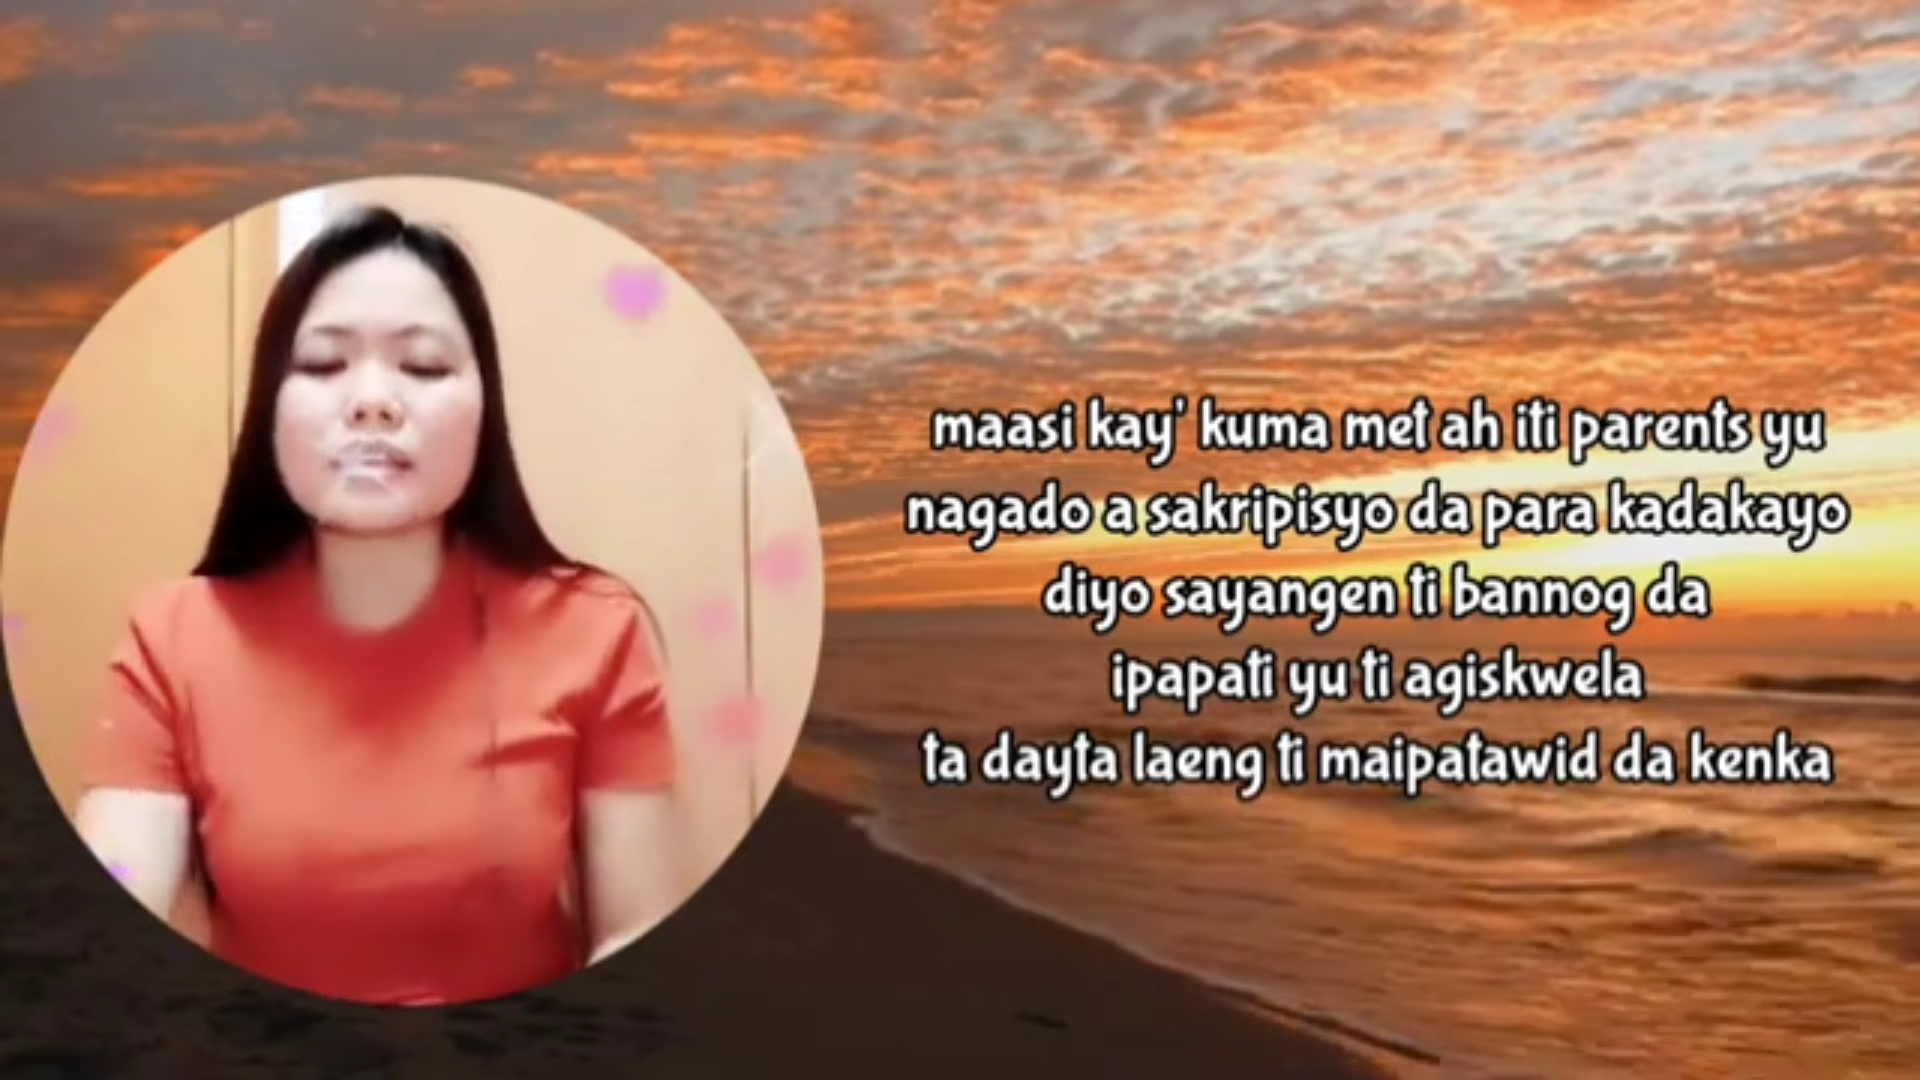 maasi kay' kuma met ah iti parents yu
nagado a sakripisyo da para kadakayo
diyo sayangen ti bannog da
ipapati yu ti agiskwela
ta dayta laeng ti maipatawid da kenka